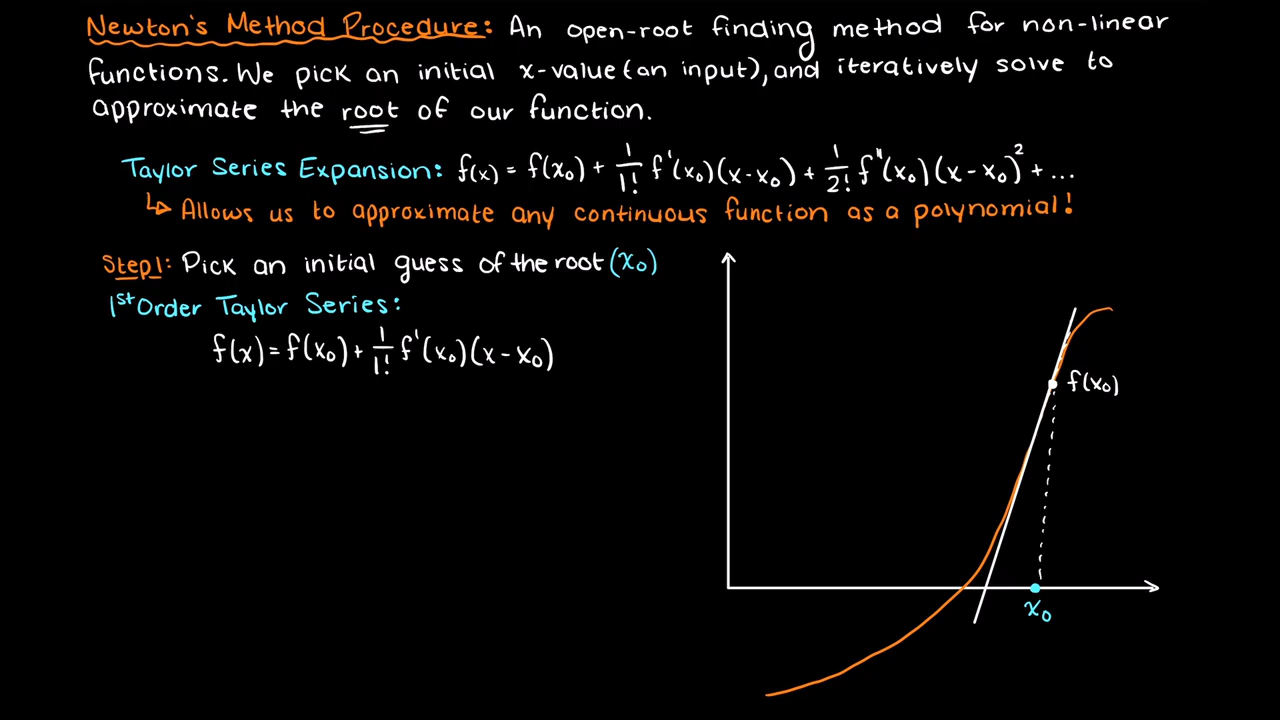 Newton's Method Procedure: An open-root finding method for non-linear
functions. We pick an initial x-value (an input), and iteratively solve to
approximate the root of our function.
Taylor Series Expansion: f(x) = f(x₀) + 1/1! f'(x₀)(x - x₀) + 1/2! f"(x₀)(x - x₀)² + ...
↳ Allows us to approximate any continuous function as a polynomial!
Step 1: Pick an initial guess of the root (x₀)
1st Order Taylor Series:
f(x) = f(x₀) + 1/1! f'(x₀)(x - x₀)
f(x₀)
x₀